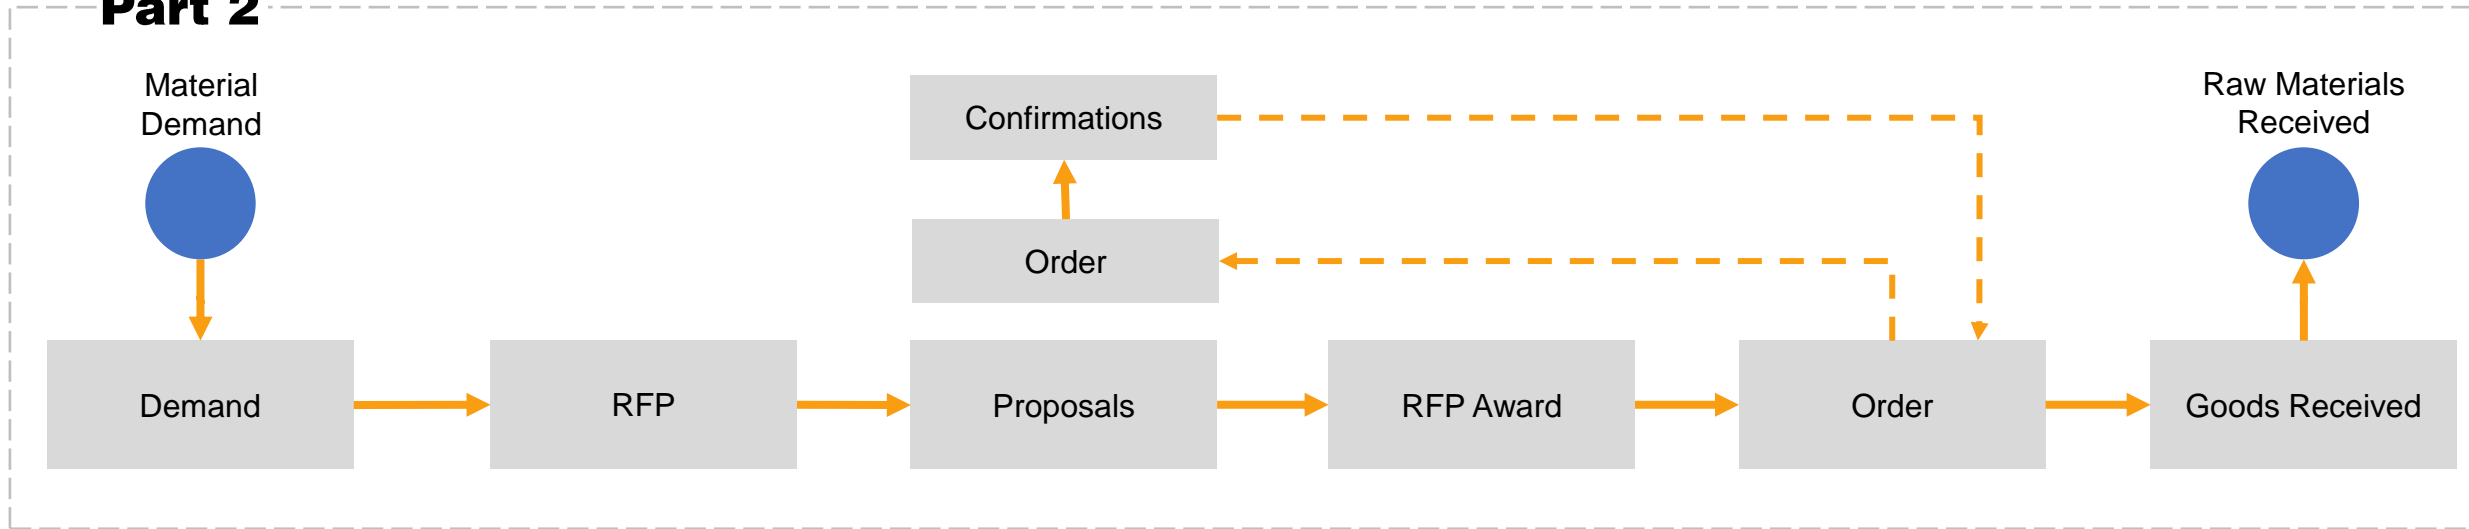 Part 2
Material
Demand
Confirmations
Raw Materials
Received
Order
Demand
RFP
Proposals
RFP Award
Order
Goods Received